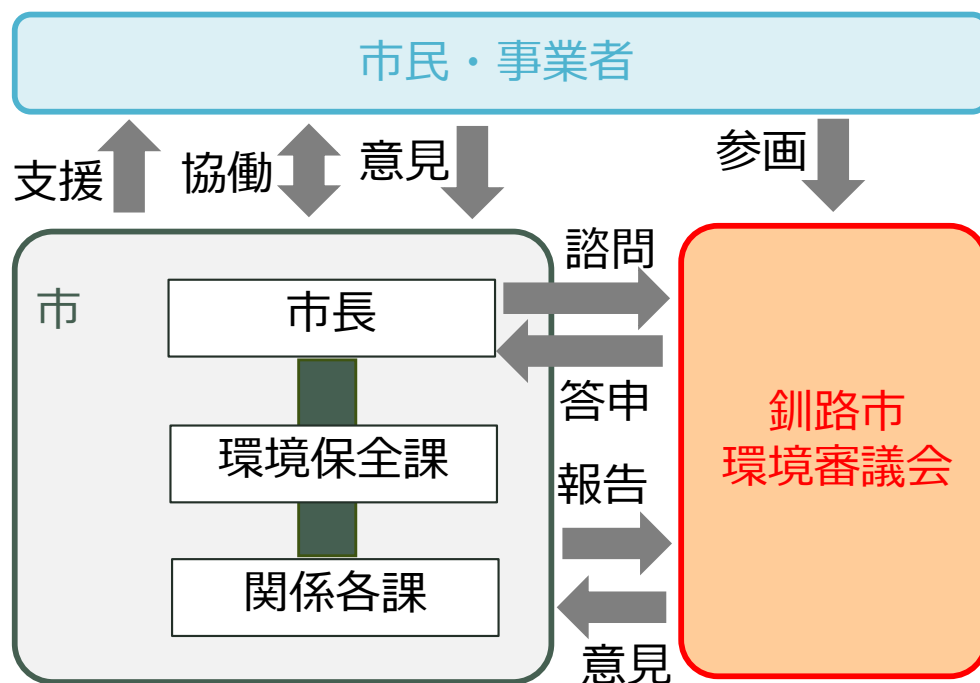 市民・事業者
支援
協働
意見
参画
市
市長
環境保全課
関係各課
諮問
答申
報告
意見
釧路市
環境審議会